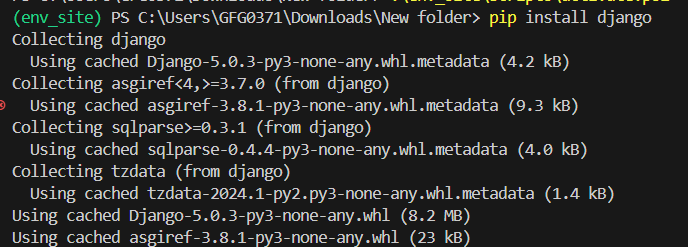 (env_site) PS C:\Users\GFG0371\Downloads\New folder> pip install django
Collecting django
Using cached Django-5.0.3-py3-none-any.whl.metadata (4.2 kB)
Collecting asgiref<4,>=3.7.0 (from django)
Using cached asgiref-3.8.1-py3-none-any.whl.metadata (9.3 kB)
Collecting sqlparse>=0.3.1 (from django)
Using cached sqlparse-0.4.4-py3-none-any.whl.metadata (4.0 kB)
Collecting tzdata (from django)
Using cached tzdata-2024.1-py2.py3-none-any.whl.metadata (1.4 kB)
Using cached Django-5.0.3-py3-none-any.whl (8.2 MB)
Using cached asgiref-3.8.1-py3-none-any.whl (23 kB)